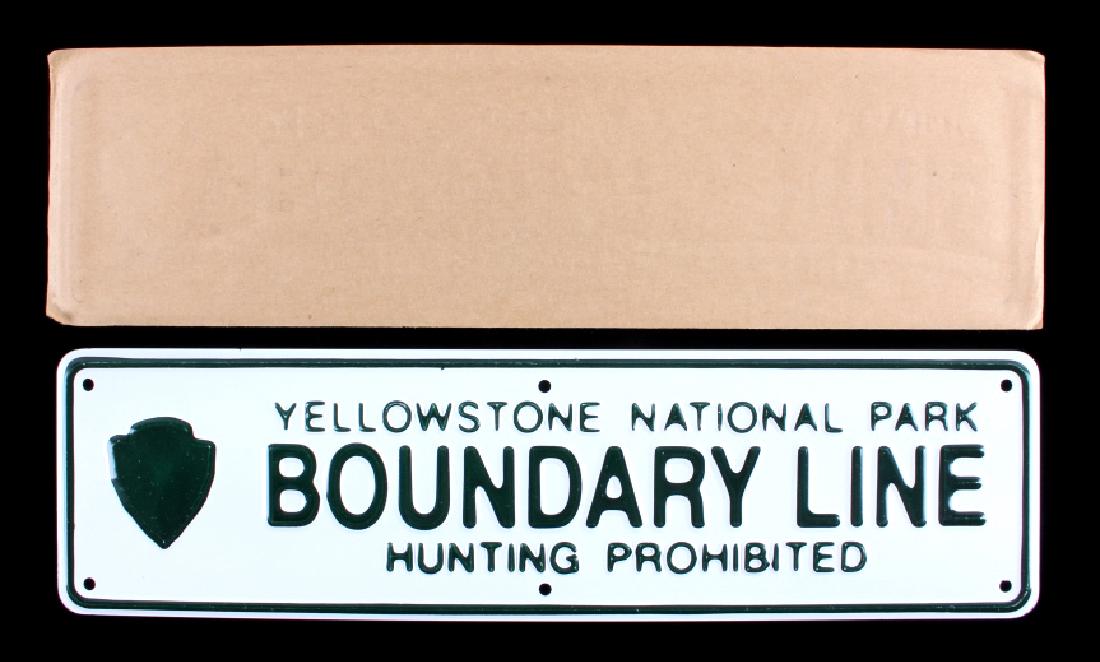 YELLOWSTONE NATIONAL PARK
BOUNDARY LINE
HUNTING PROHIBITED